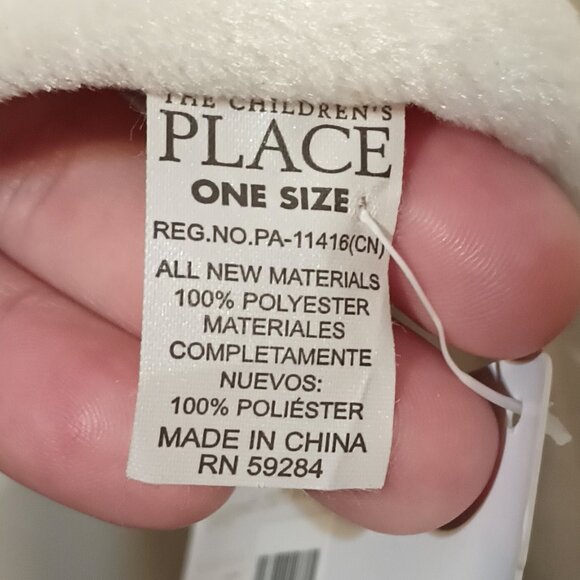 THE CHILDREN'S
PLACE
ONE SIZE
REG.NO.PA-11416(CN)
ALL NEW MATERIALS
100% POLYESTER
MATERIALES
COMPLETAMENTE
NUEVOS:
100% POLIÉSTER
MADE IN CHINA
RN 59284